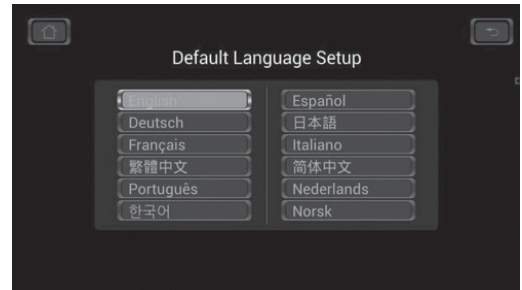 Default Language Setup
English
Español
Deutsch
日本語
Français
Italiano
繁體中文
简体中文
Português
Nederlands
한국어
Norsk